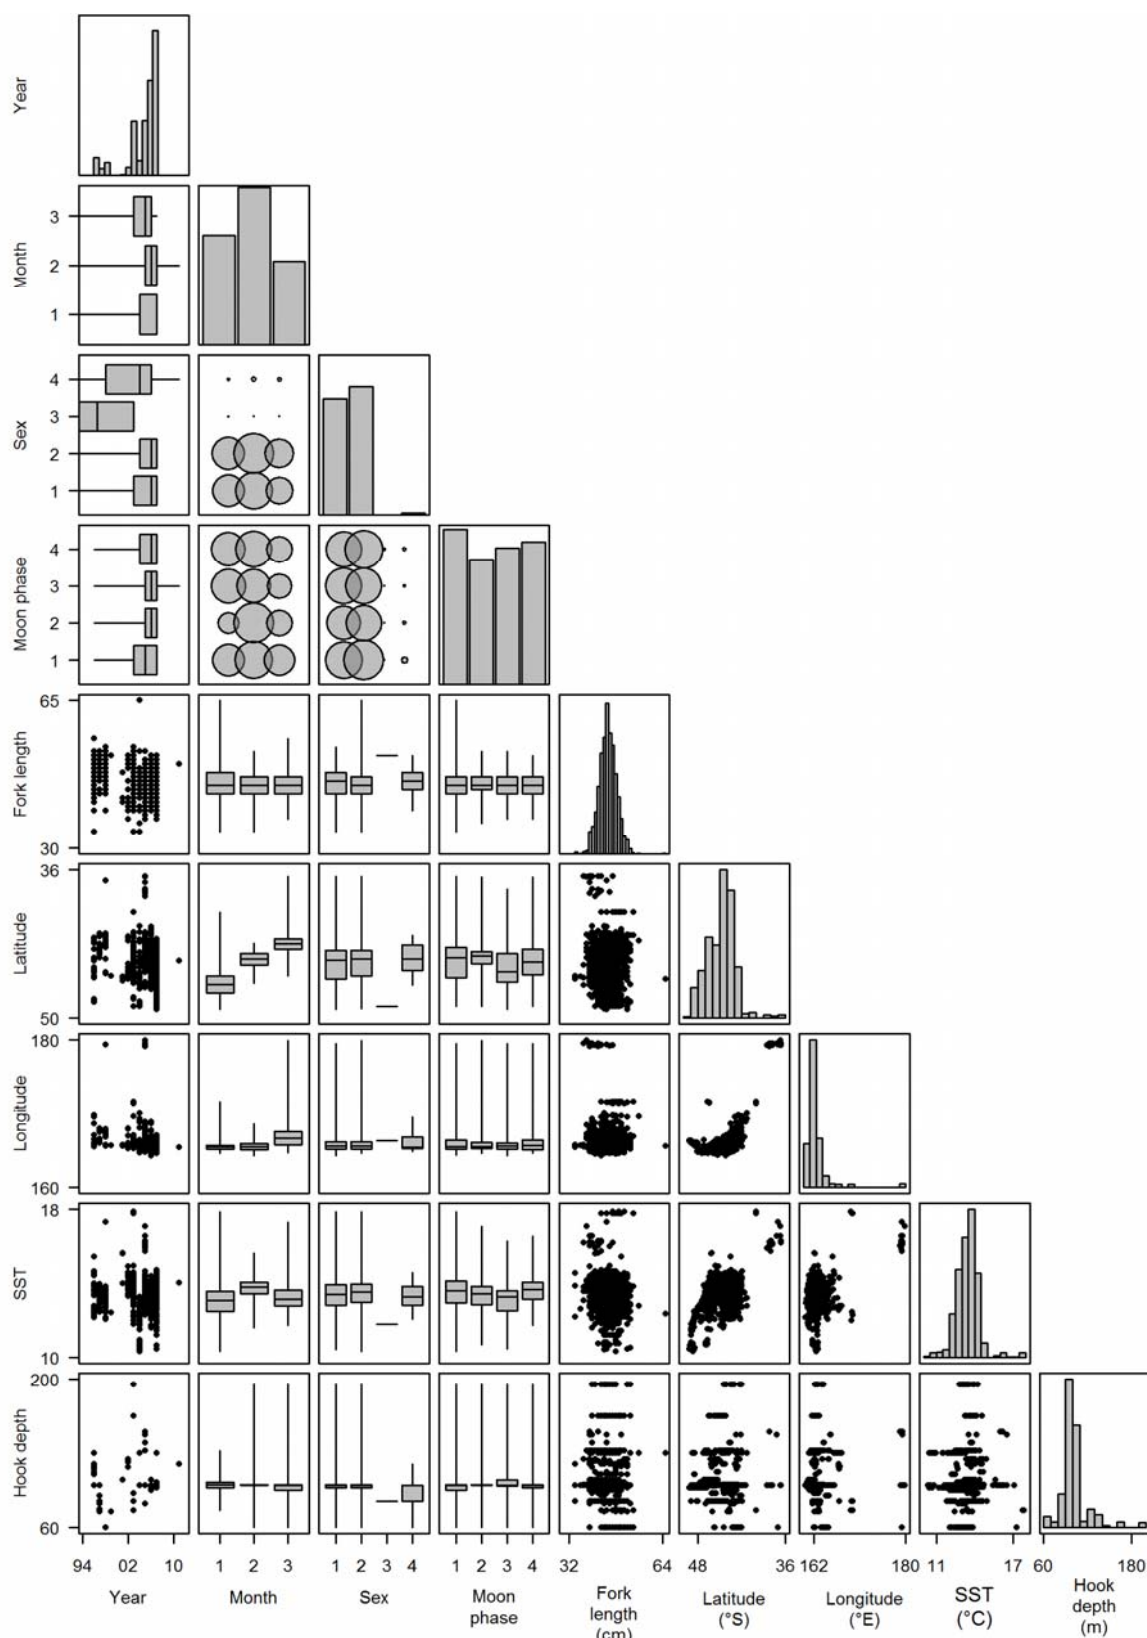 Year
3
2
1
Month
4
3
2
1
Sex
4
3
2
1
Moon phase
65
30
Fork length
36
50
Latitude
180
160
Longitude
18
10
SST
200
60
Hook depth
94 02 10 1 2 3 1 2 3 4 1 2 3 4 32 64 48 36 162 180 11 17 60 180
Year Month Sex Moon phase Fork length (cm) Latitude (°S) Longitude (°E) SST (°C) Hook depth (m)